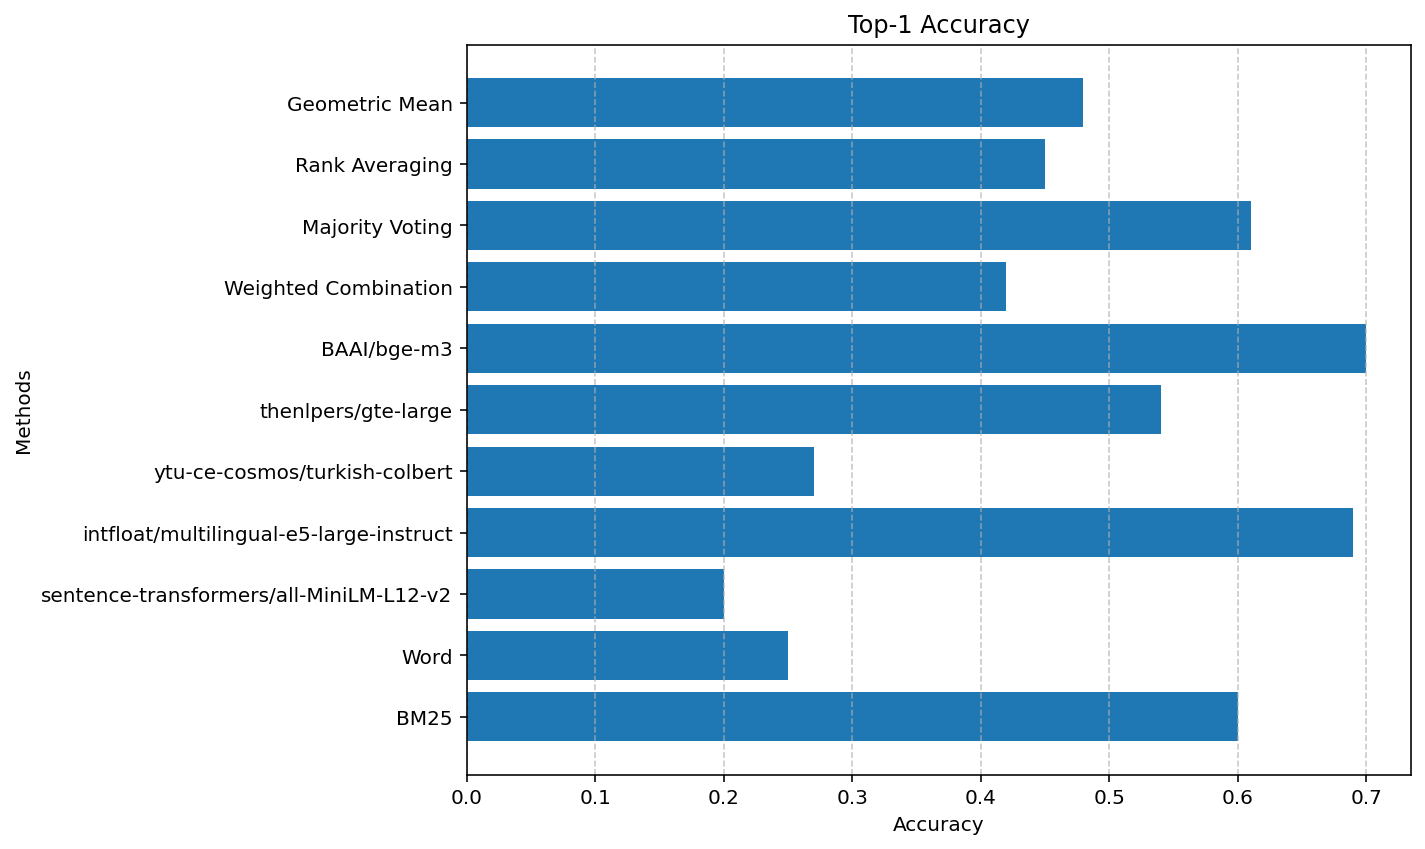 Top-1 Accuracy
Geometric Mean
Rank Averaging
Majority Voting
Weighted Combination
BAAI/bge-m3
thenlpers/gte-large
ytu-ce-cosmos/turkish-colbert
intfloat/multilingual-e5-large-instruct
sentence-transformers/all-MiniLM-L12-v2
Word
BM25
Methods
0.0 0.1 0.2 0.3 0.4 0.5 0.6 0.7
Accuracy